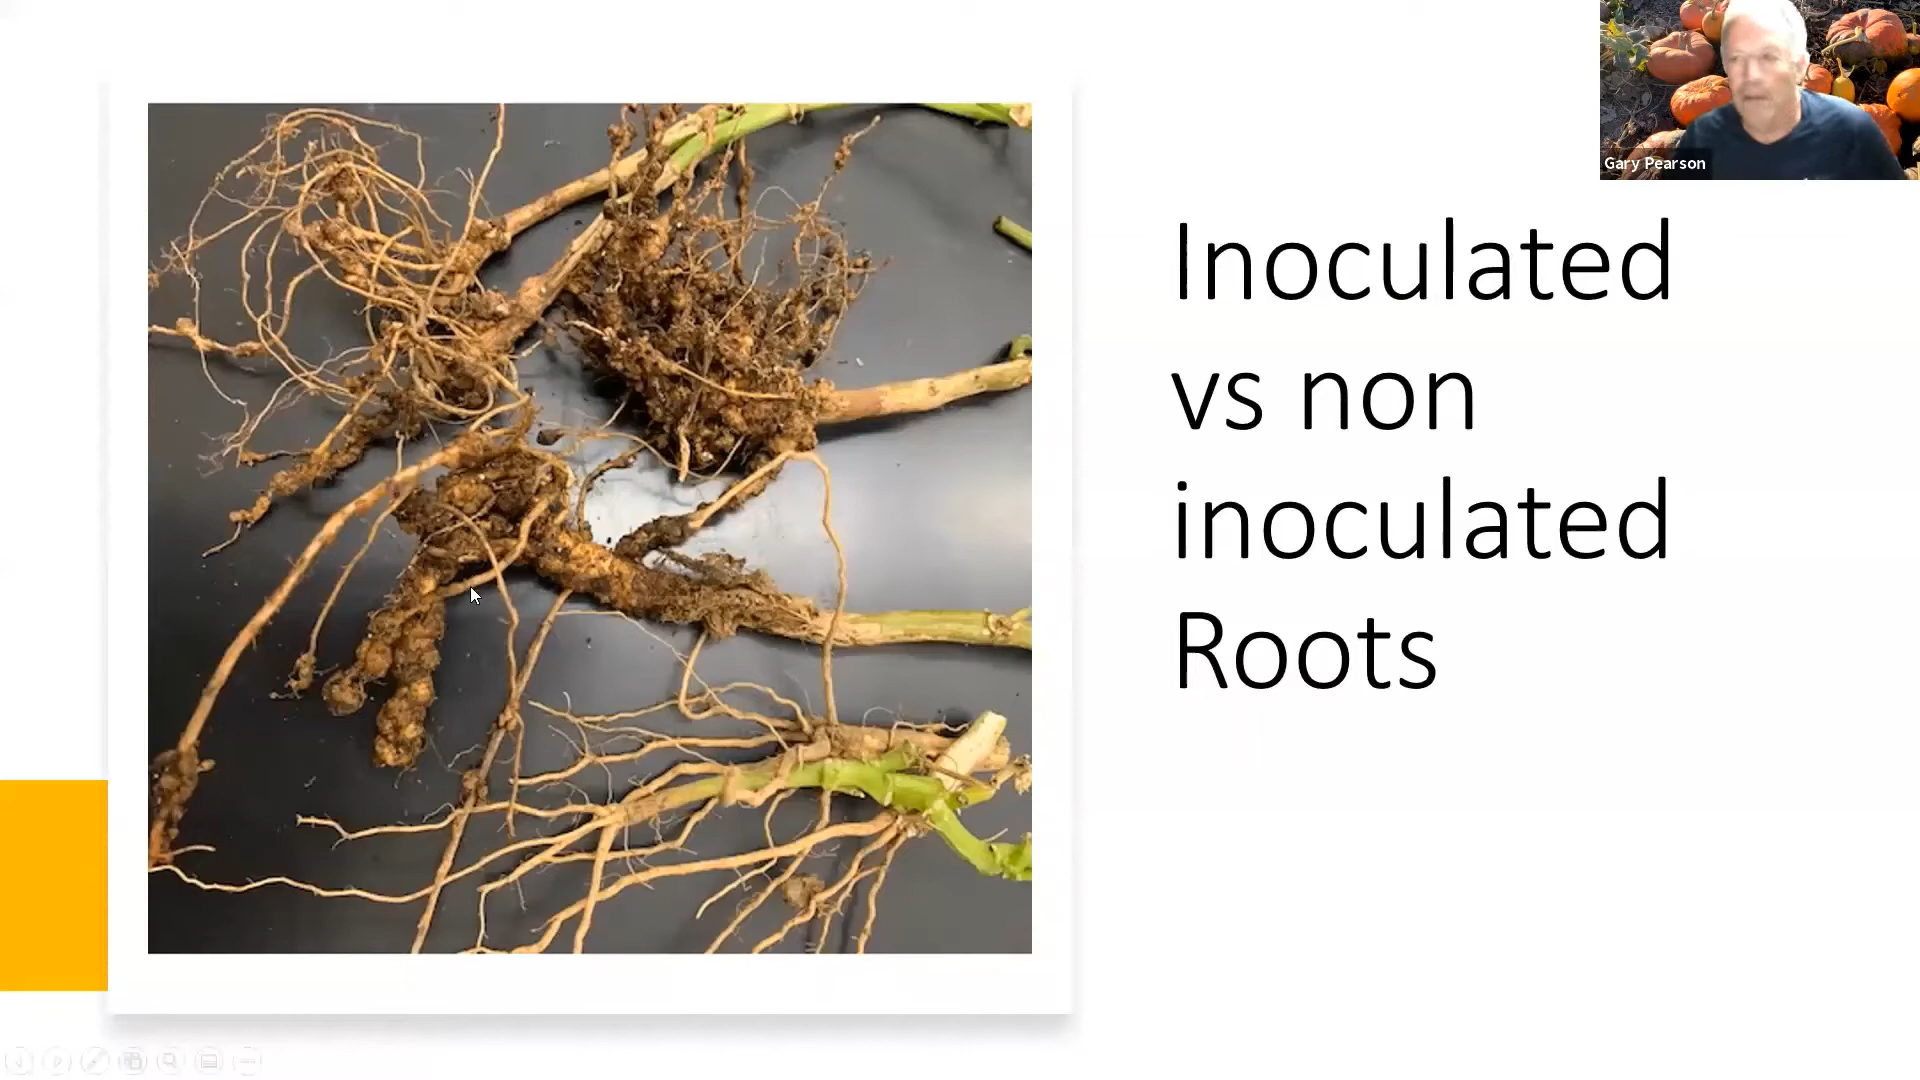 Gary Pearson
Inoculated
vs non
inoculated
Roots